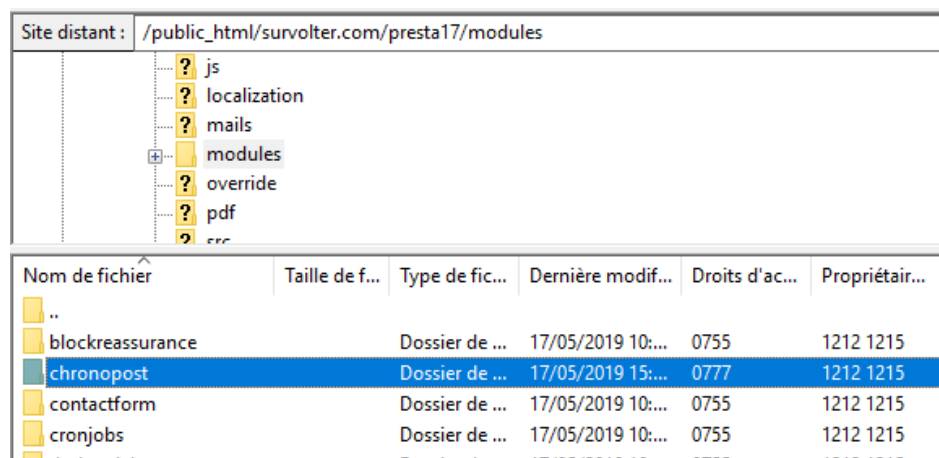 Site distant : /public_html/survolter.com/presta17/modules
js
localization
mails
modules
override
pdf
src
Nom de fichier Taille de f... Type de fic... Dernière modif... Droits d'ac... Propriétair...
..
blockreassurance Dossier de ... 17/05/2019 10:... 0755 1212 1215
chronopost Dossier de ... 17/05/2019 15:... 0777 1212 1215
contactform Dossier de ... 17/05/2019 10:... 0755 1212 1215
cronjobs Dossier de ... 17/05/2019 10:... 0755 1212 1215